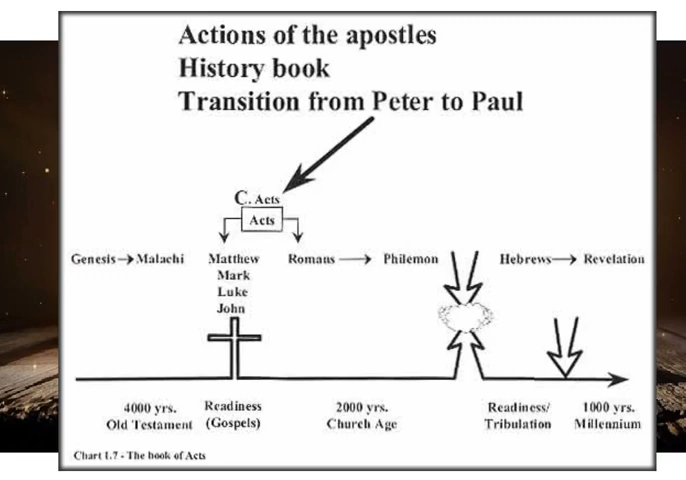 Actions of the apostles
History book
Transition from Peter to Paul
C. Acts
Acts
Genesis → Malachi
Matthew
Mark
Luke
John
Romans → Philemon
Hebrews → Revelation
4000 yrs.
Old Testament
Readiness
(Gospels)
2000 yrs.
Church Age
Readiness/
Tribulation
1000 yrs.
Millennium
Chart 1.7 - The book of Acts